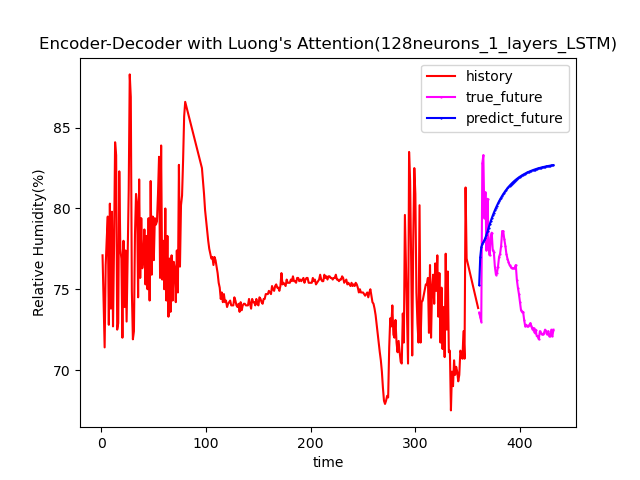 Encoder-Decoder with Luong's Attention(128neurons_1_layers_LSTM)
history
true_future
predict_future
Relative Humidity(%)
85
80
75
70
0 100 200 300 400
time